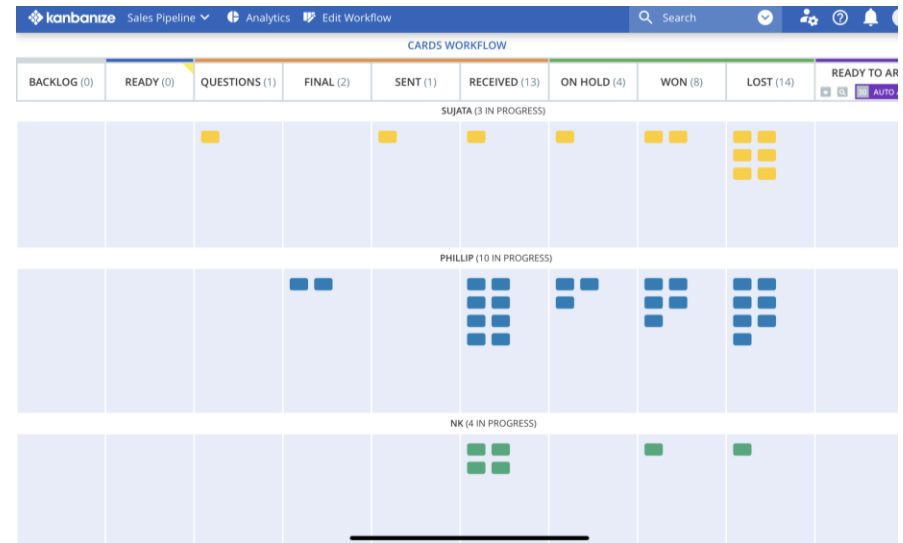 kanbanize Sales Pipeline Analytics Edit Workflow Search
CARDS WORKFLOW
BACKLOG (0) READY (0) QUESTIONS (1) FINAL (2) SENT (1) RECEIVED (13) ON HOLD (4) WON (8) LOST (14) READY TO AR
30 AUTO A
SUJATA (3 IN PROGRESS)
PHILLIP (10 IN PROGRESS)
NK (4 IN PROGRESS)